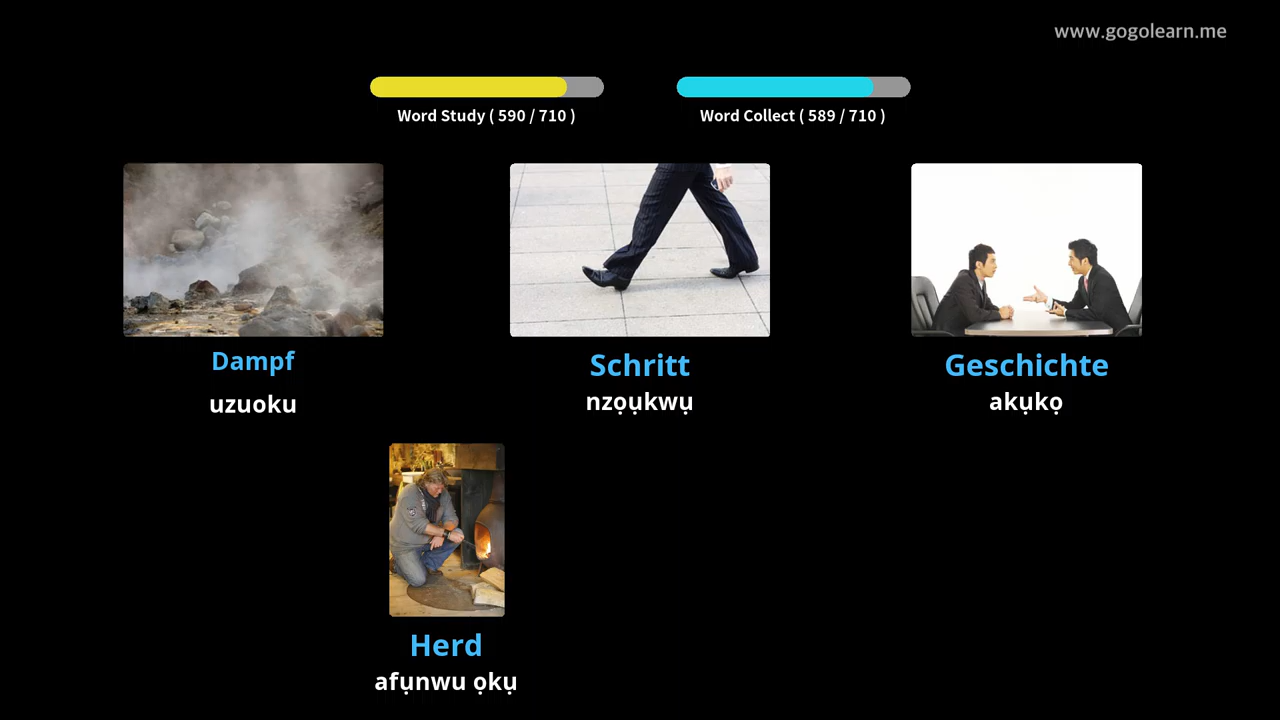 www.gogolearn.me
Word Study ( 590 / 710 )
Word Collect ( 589 / 710 )
Dampf
uzuoku
Schritt
nzọụkwụ
Geschichte
akụkọ
Herd
afụnwu ọkụ